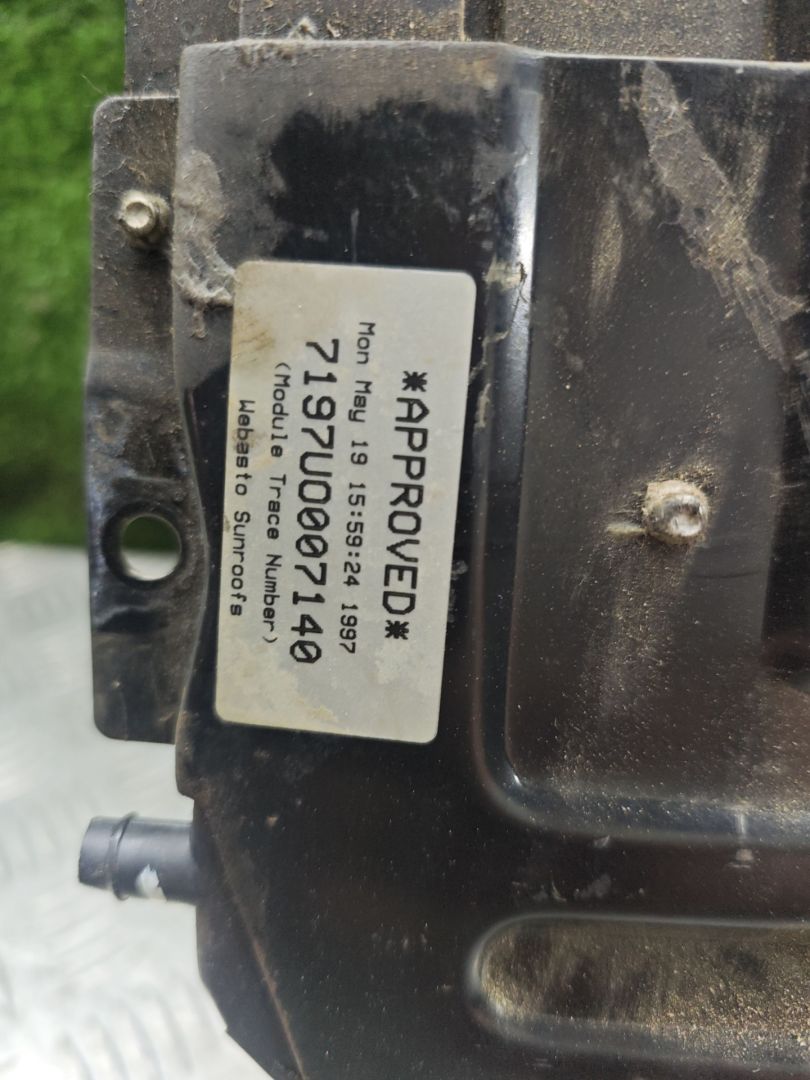 *APPROVED*
Mon May 19 15:59:24 1997
7197U0007140
(Module Trace Number)
Webasto Sunroofs